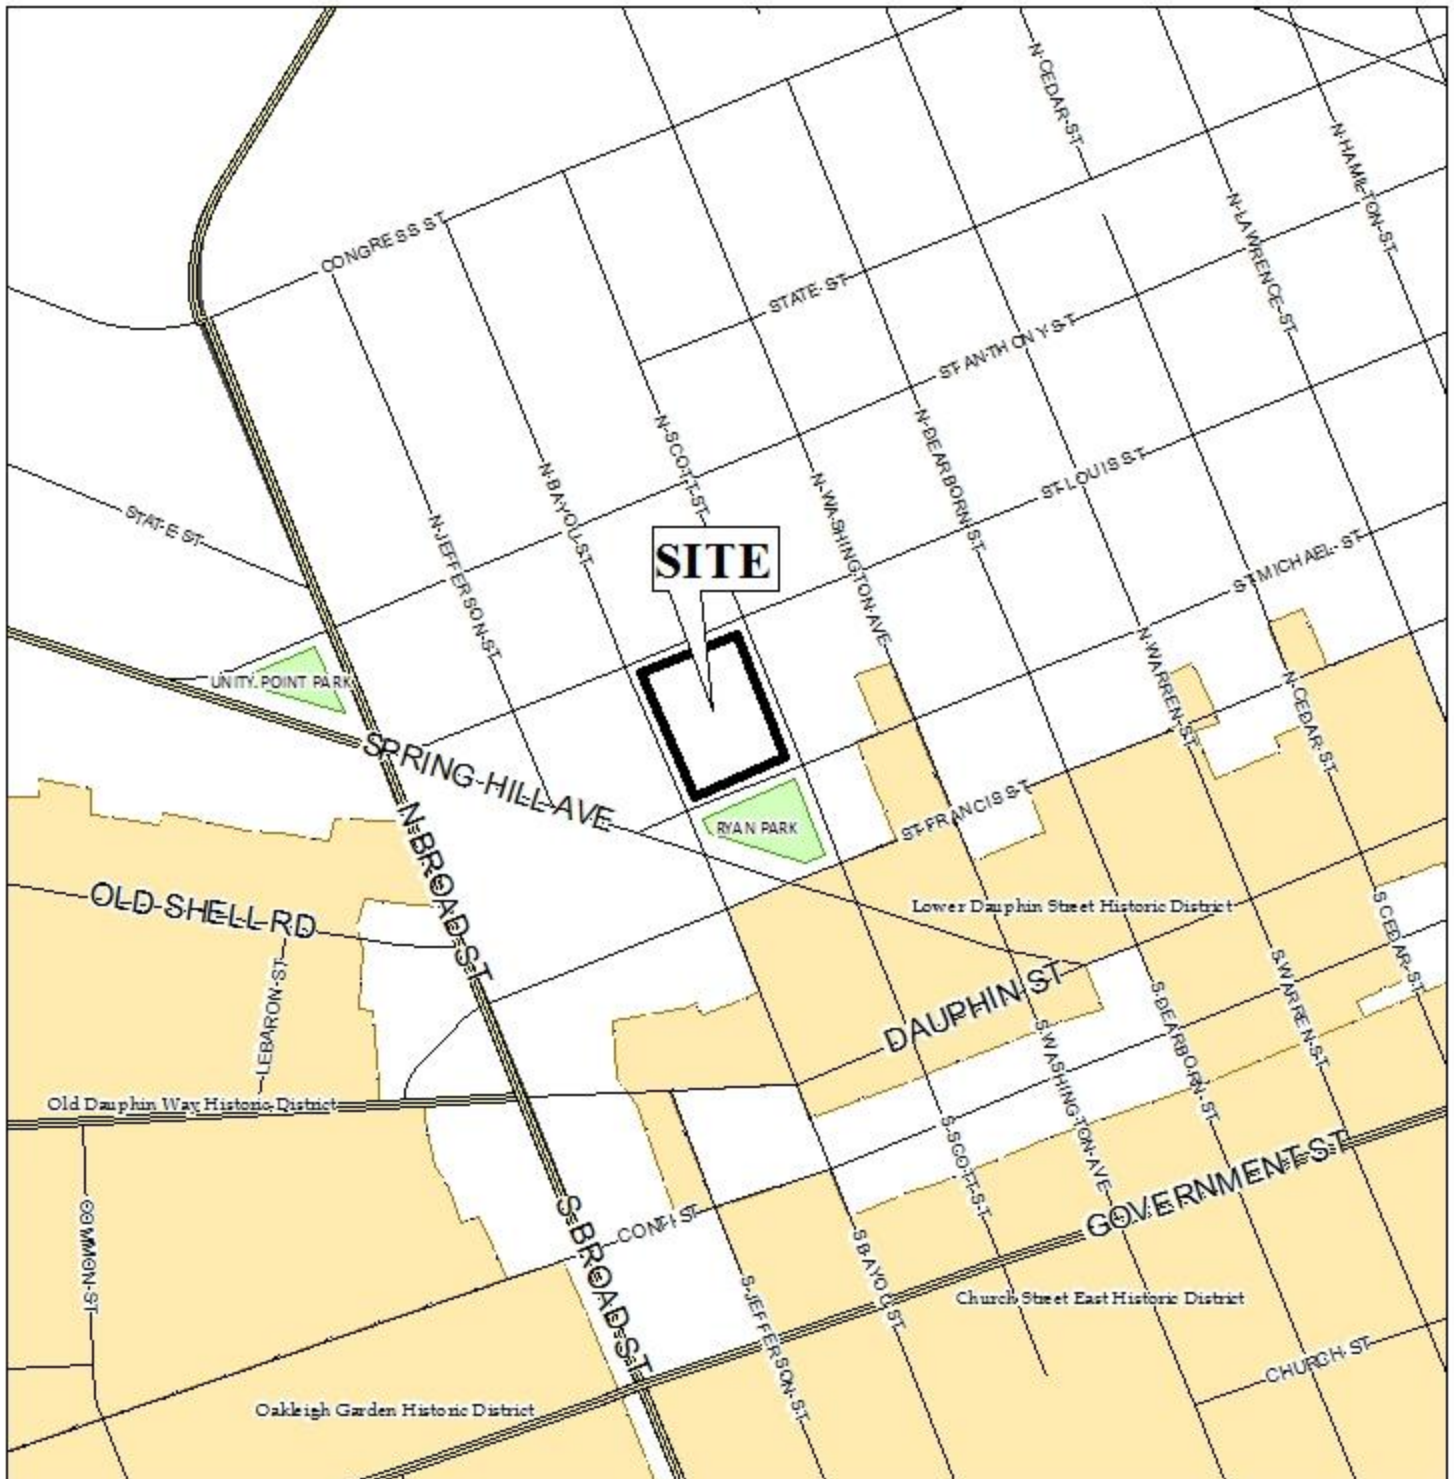 N CEDAR ST
N HAMILTON ST
CONGRESS ST
N LAWRENCE ST
STATE ST
ST ANTHONY ST
N SCOTT ST
N DEARBORN ST
N BAYOU ST
ST LOUIS ST
N WASHINGTON AVE
STATE ST
N JEFFERSON ST
SITE
ST MICHAEL ST
UNITY POINT PARK
N WARREN ST
N CEDAR ST
SPRING HILL AVE
RYAN PARK
ST FRANCIS ST
N BROAD ST
OLD SHELL RD
Lower Dauphin Street Historic District
S CEDAR ST
LEBARON ST
DAUPHIN ST
S WARREN ST
S DEARBORN ST
S WASHINGTON AVE
Old Dauphin Way Historic District
S SCOTT ST
GOVERNMENT ST
COMMON ST
CONTI ST
S BROAD ST
S BAYOU ST
S JEFFERSON ST
Church Street East Historic District
CHURCH ST
Oakleigh Garden Historic District